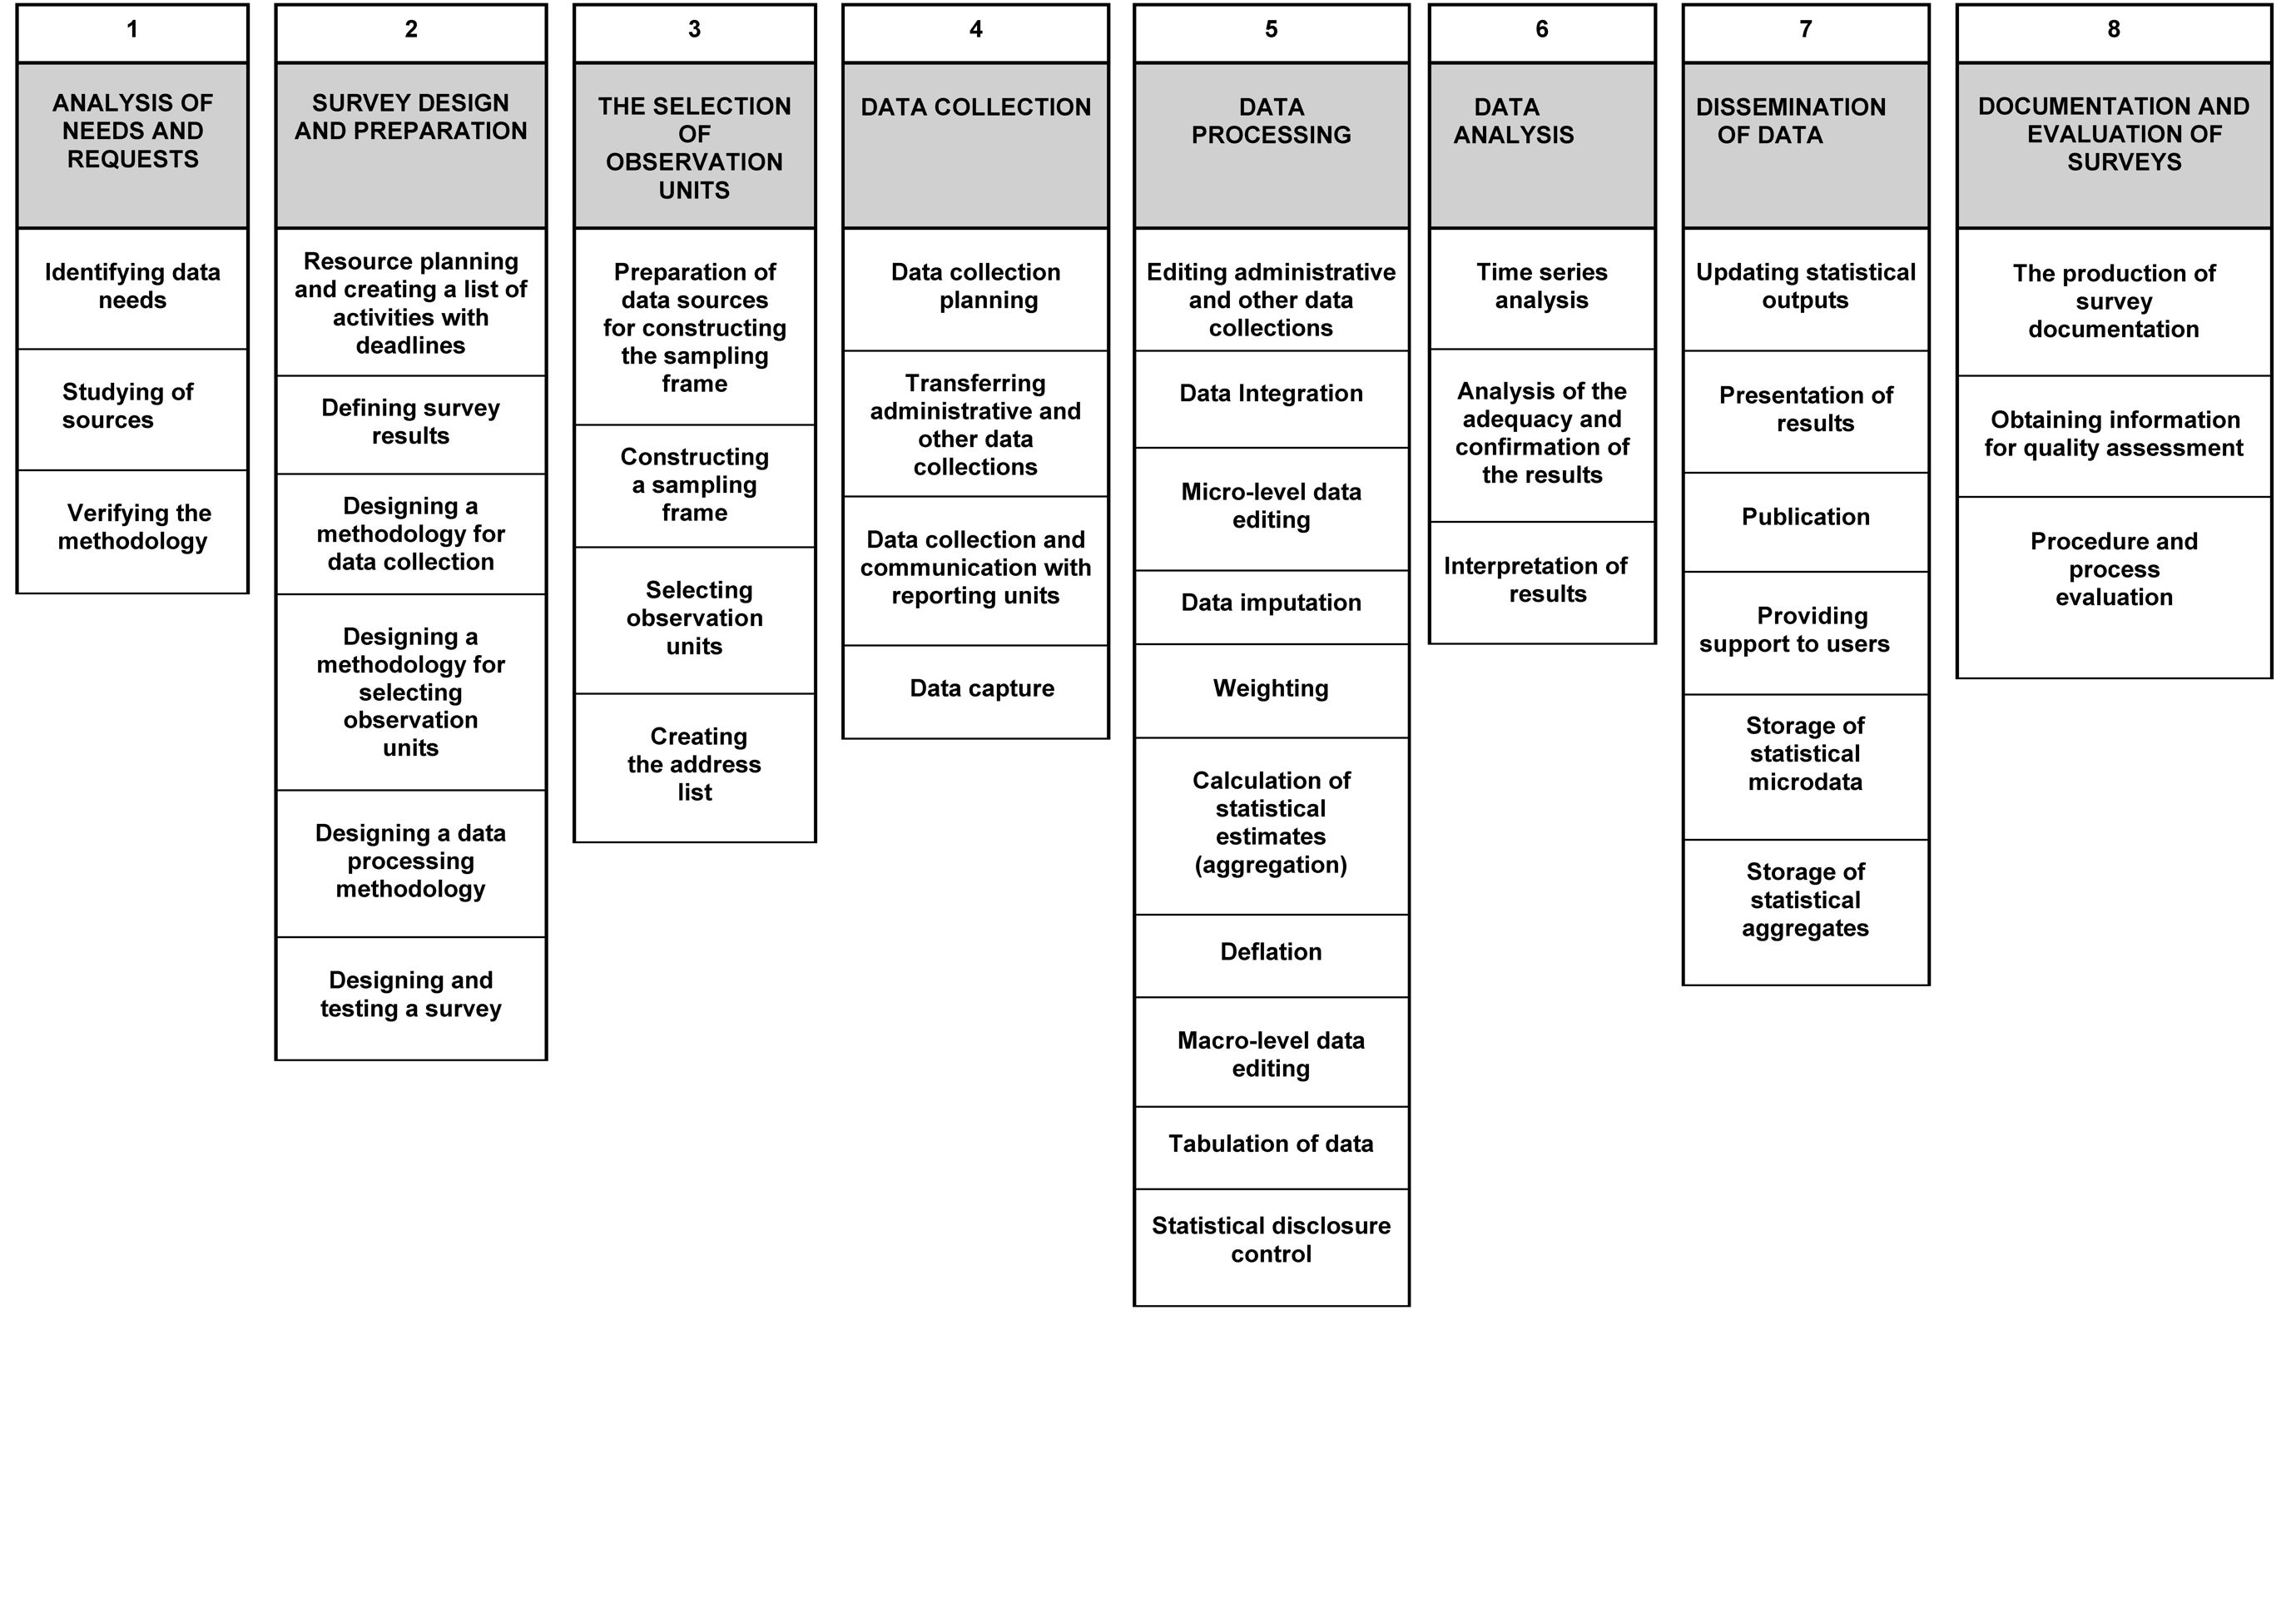 1
ANALYSIS OF
NEEDS AND
REQUESTS
Identifying data
needs
Studying of
sources
Verifying the
methodology
2
SURVEY DESIGN
AND PREPARATION
Resource planning
and creating a list of
activities with
deadlines
Defining survey
results
Designing a
methodology for
data collection
Designing a
methodology for
selecting
observation
units
Designing a data
processing
methodology
Designing and
testing a survey
3
THE SELECTION
OF
OBSERVATION
UNITS
Preparation of
data sources
for constructing
the sampling
frame
Constructing
a sampling
frame
Selecting
observation
units
Creating
the address
list
4
DATA COLLECTION
Data collection
planning
Transferring
administrative and
other data
collections
Data collection and
communication with
reporting units
Data capture
5
DATA
PROCESSING
Editing administrative
and other data
collections
Data Integration
Micro-level data
editing
Data imputation
Weighting
Calculation of
statistical
estimates
(aggregation)
Deflation
Macro-level data
editing
Tabulation of data
Statistical disclosure
control
6
DATA
ANALYSIS
Time series
analysis
Analysis of the
adequacy and
confirmation of
the results
Interpretation of
results
7
DISSEMINATION
OF DATA
Updating statistical
outputs
Presentation of
results
Publication
Providing
support to users
Storage of
statistical
microdata
Storage of
statistical
aggregates
8
DOCUMENTATION AND
EVALUATION OF
SURVEYS
The production of
survey
documentation
Obtaining information
for quality assessment
Procedure and
process
evaluation